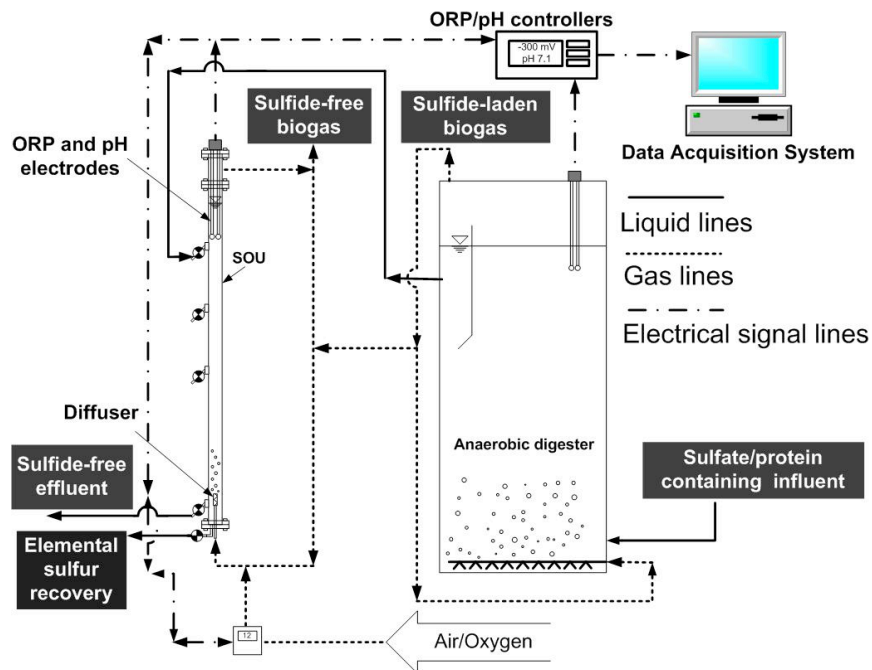 ORP/pH controllers
-300 mV
pH 7.1
Sulfide-free
biogas
Sulfide-laden
biogas
ORP and pH
electrodes
Data Acquisition System
SOU
Liquid lines
Gas lines
Electrical signal lines
Diffuser
Anaerobic digester
Sulfide-free
effluent
Sulfate/protein
containing influent
Elemental
sulfur
recovery
12
Air/Oxygen